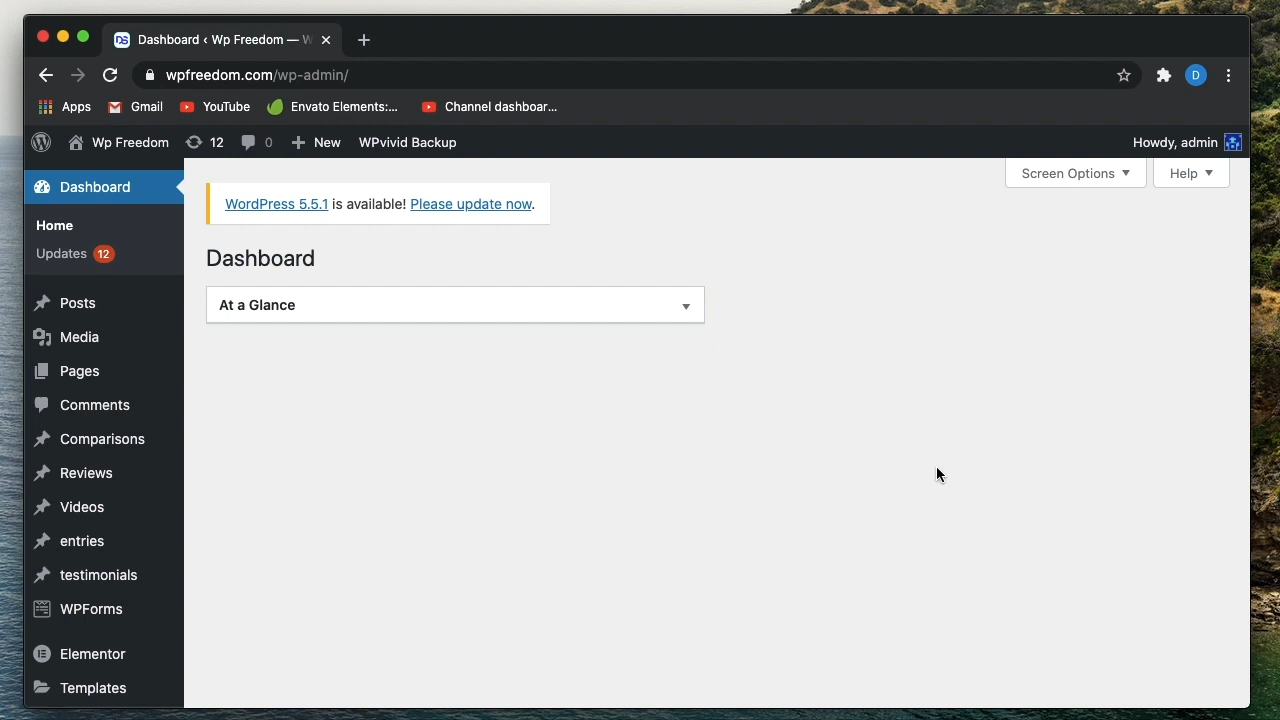 Dashboard ‹ Wp Freedom — W
wpfreedom.com/wp-admin/
D
Apps Gmail YouTube Envato Elements:... Channel dashboar...
Wp Freedom 12 0 New WPvivid Backup Howdy, admin
Screen Options Help
Dashboard
WordPress 5.5.1 is available! Please update now.
Home
Updates 12
Dashboard
At a Glance
Posts
Media
Pages
Comments
Comparisons
Reviews
Videos
entries
testimonials
WPForms
Elementor
Templates